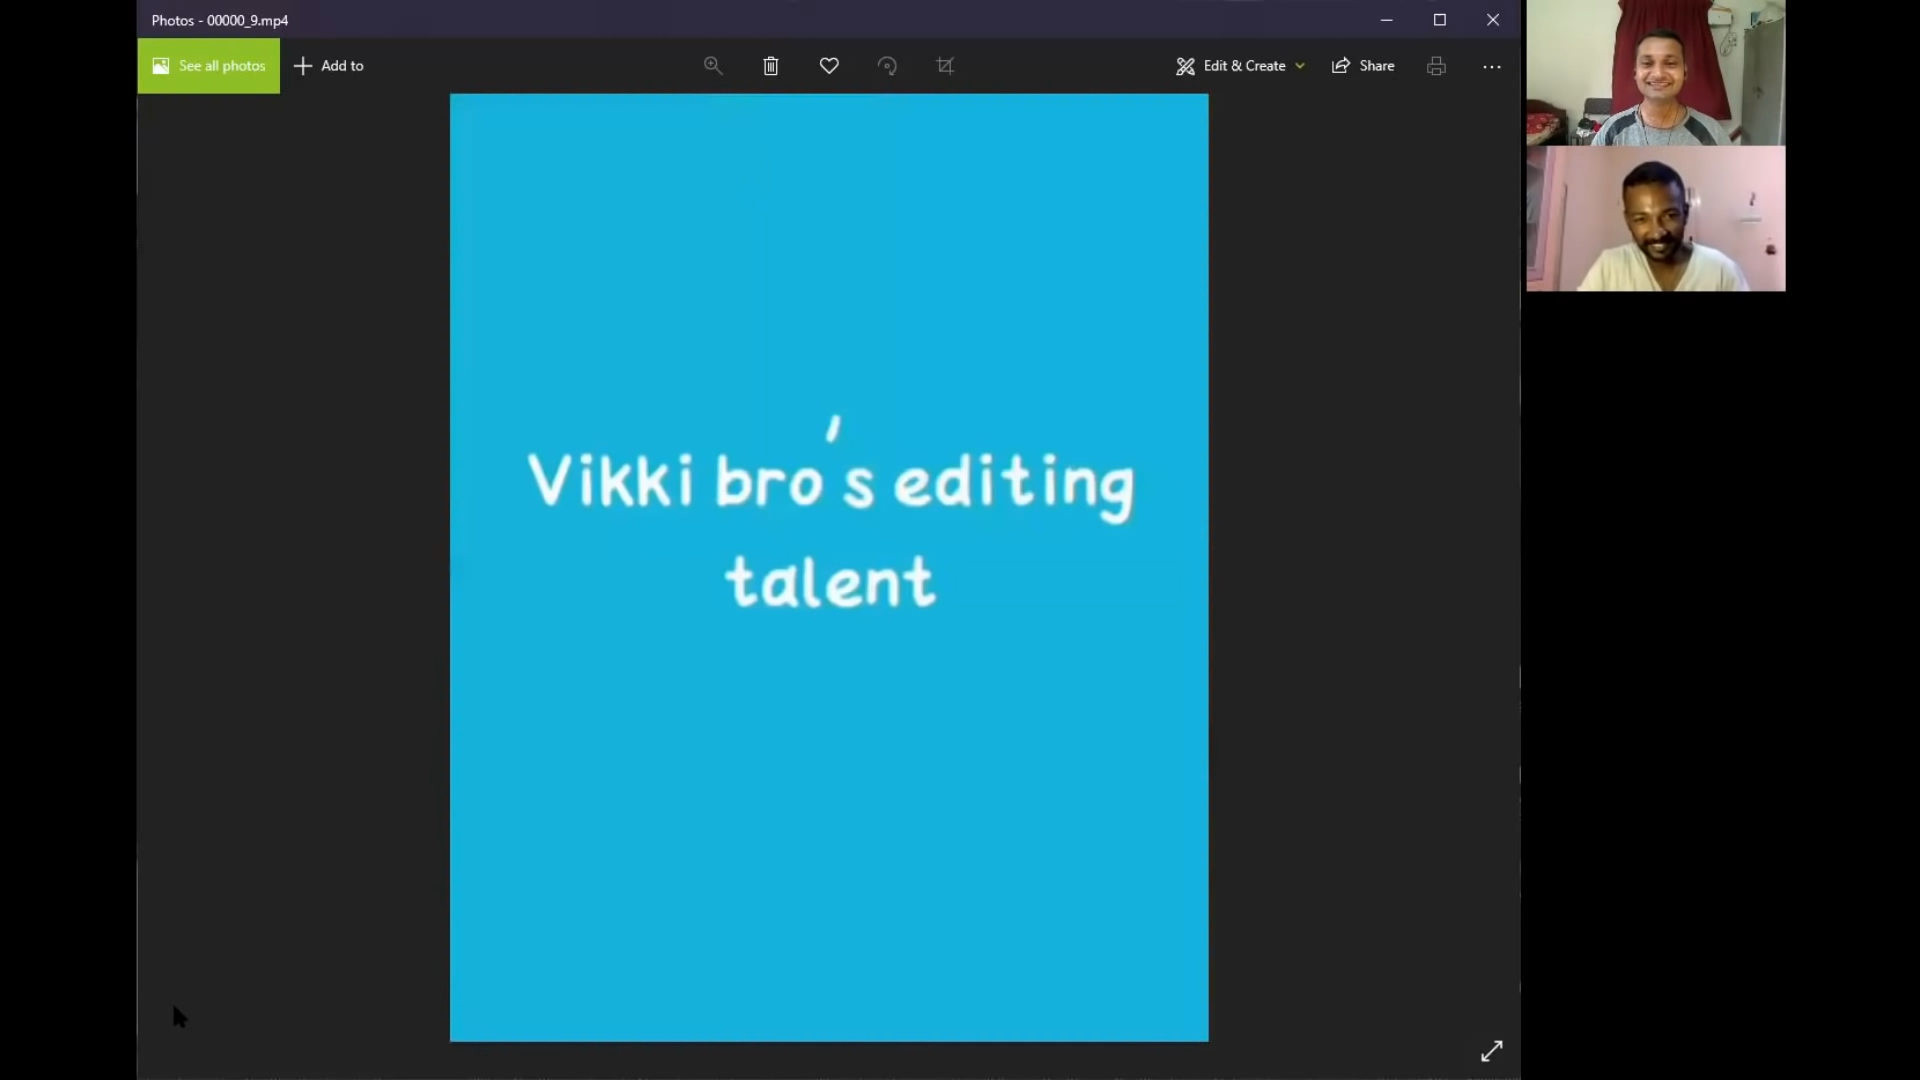 Photos - 00000_9.mp4
See all photos
Add to
Edit & Create
Share
Vikki bro's editing
talent